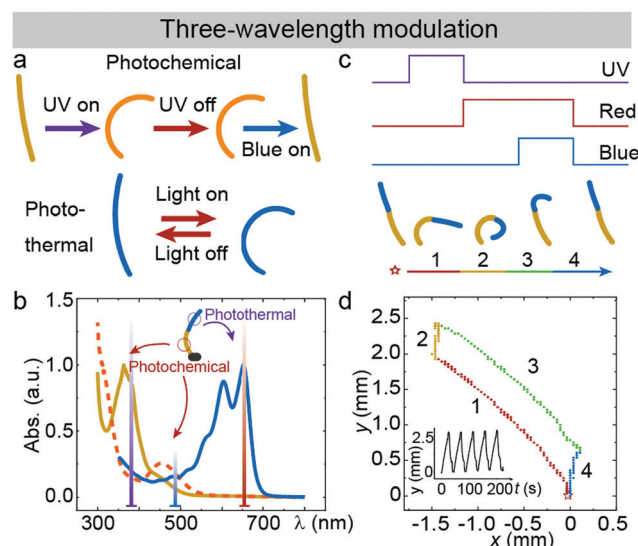 Three-wavelength modulation
a
Photochemical
UV on
UV off
Blue on
Photo-
thermal
Light on
Light off
b
Photothermal
Photochemical
Abs. (a.u.)
1.5
1.0
0.5
0.0
300
500
700
λ (nm)
c
UV
Red
Blue
1
2
3
4
d
y (mm)
2.5
2.0
1.5
1.0
0.5
0.0
2
3
1
4
y (mm)
2.5
0
0
100
200
t (s)
-1.5
-1.0
-0.5
0
0.5
x (mm)